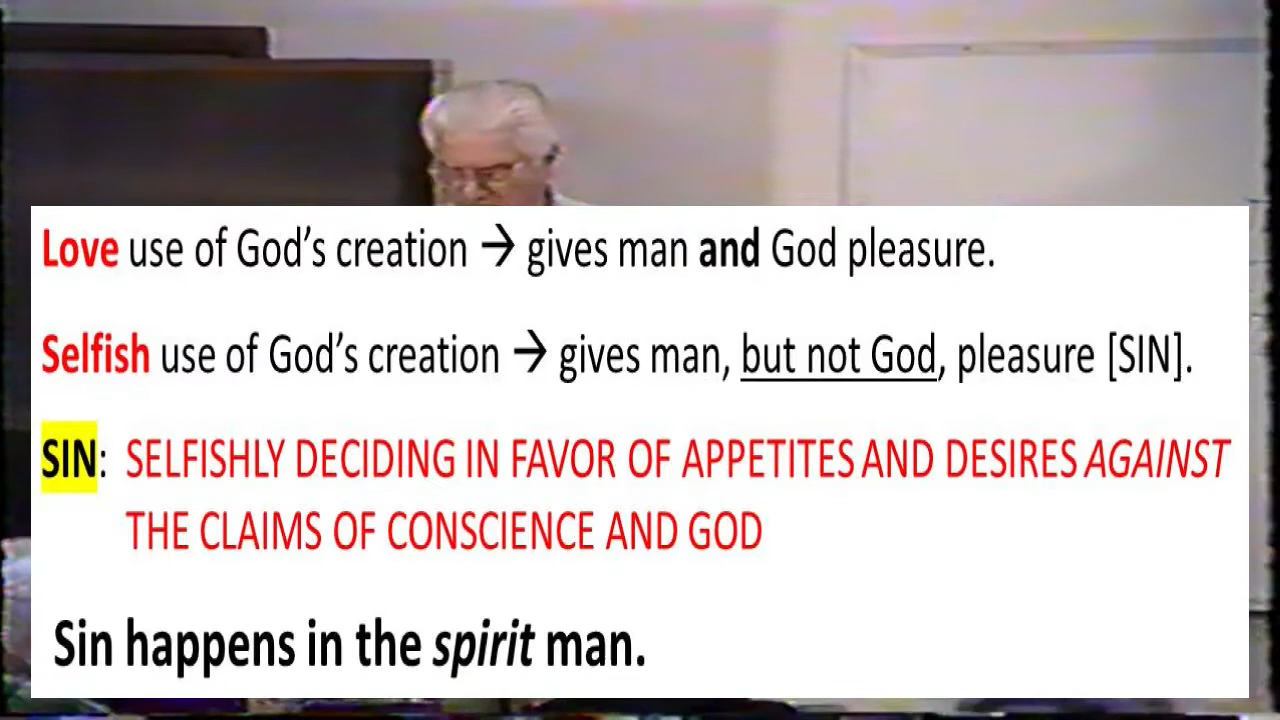 Love use of God’s creation → gives man and God pleasure.
Selfish use of God’s creation → gives man, but not God, pleasure [SIN].
SIN: SELFISHLY DECIDING IN FAVOR OF APPETITES AND DESIRES AGAINST
THE CLAIMS OF CONSCIENCE AND GOD
Sin happens in the spirit man.